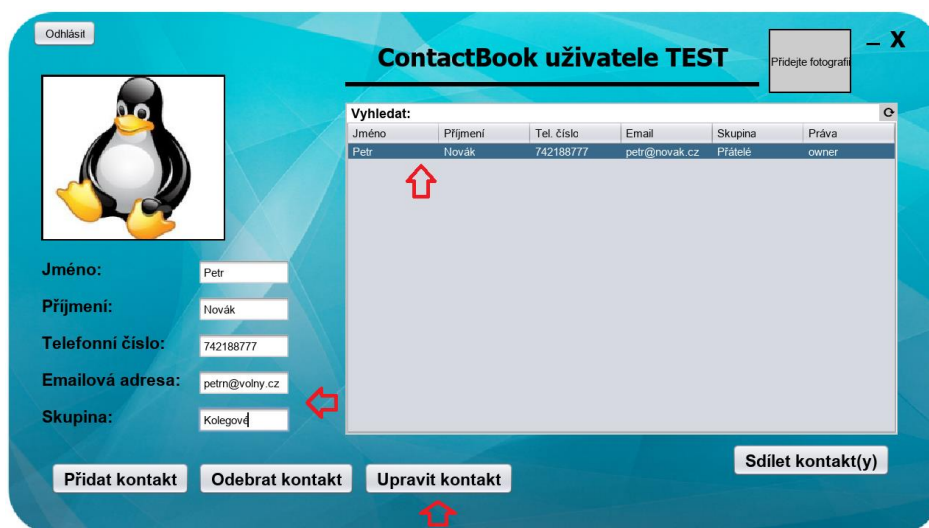 Odhlásit
ContactBook uživatele TEST
Přidejte fotografii
_ X
Vyhledat:
Jméno Příjmení Tel. číslo Email Skupina Práva
Petr Novák 742188777 petr@novak.cz Přátelé owner
Jméno: Petr
Příjmení: Novák
Telefonní číslo: 742188777
Emailová adresa: petrn@volny.cz
Skupina: Kolegové
Sdílet kontakt(y)
Přidat kontakt Odebrat kontakt Upravit kontakt